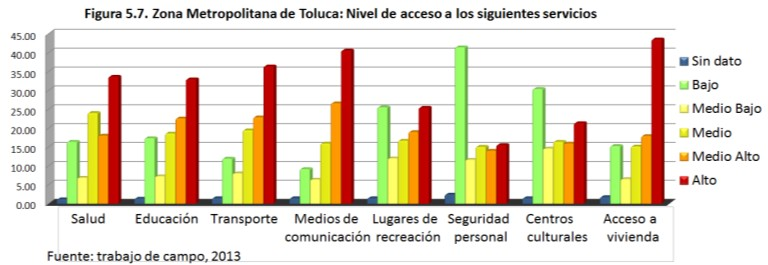 Figura 5.7. Zona Metropolitana de Toluca: Nivel de acceso a los siguientes servicios
45.00
40.00
35.00
30.00
25.00
20.00
15.00
10.00
5.00
0.00
Salud
Educación
Transporte
Medios de
comunicación
Lugares de
recreación
Seguridad
personal
Centros
culturales
Acceso a
vivienda
Sin dato
Bajo
Medio Bajo
Medio
Medio Alto
Alto
Fuente: trabajo de campo, 2013